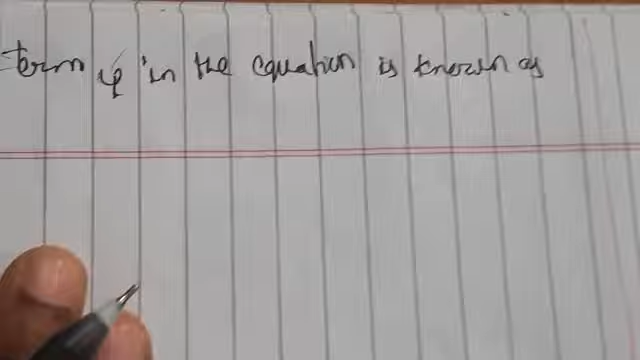 term φ in the equation is known as